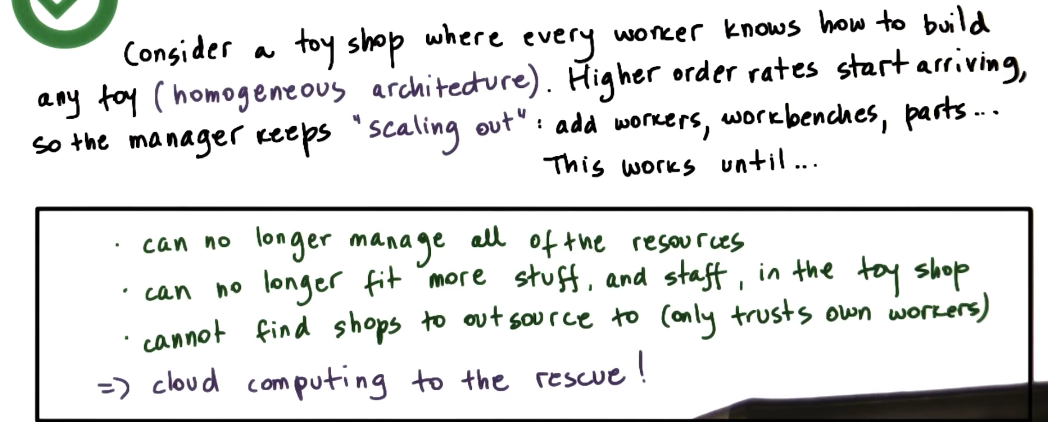 Consider a toy shop where every worker knows how to build
any toy (homogeneous architecture). Higher order rates start arriving,
so the manager keeps "scaling out": add workers, workbenches, parts...
This works until...
· can no longer manage all of the resources
· can no longer fit more stuff, and staff, in the toy shop
· cannot find shops to outsource to (only trusts own workers)
=> cloud computing to the rescue!